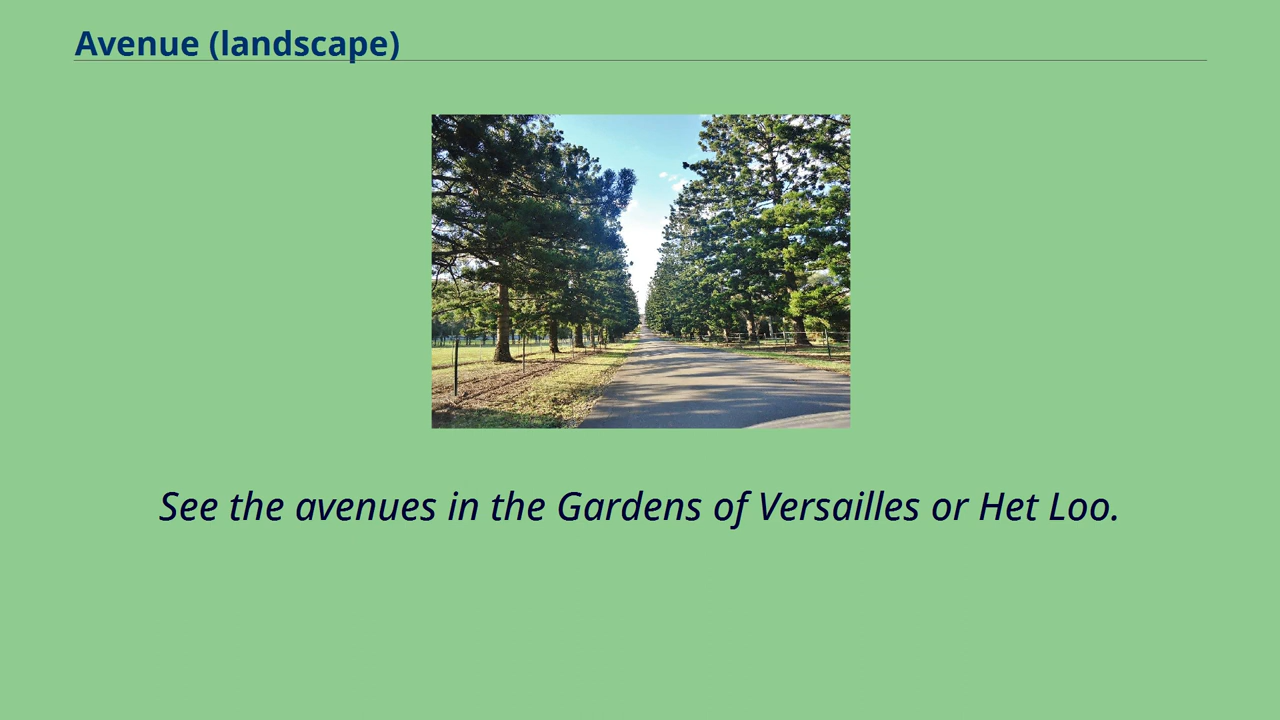 Avenue (landscape)
See the avenues in the Gardens of Versailles or Het Loo.